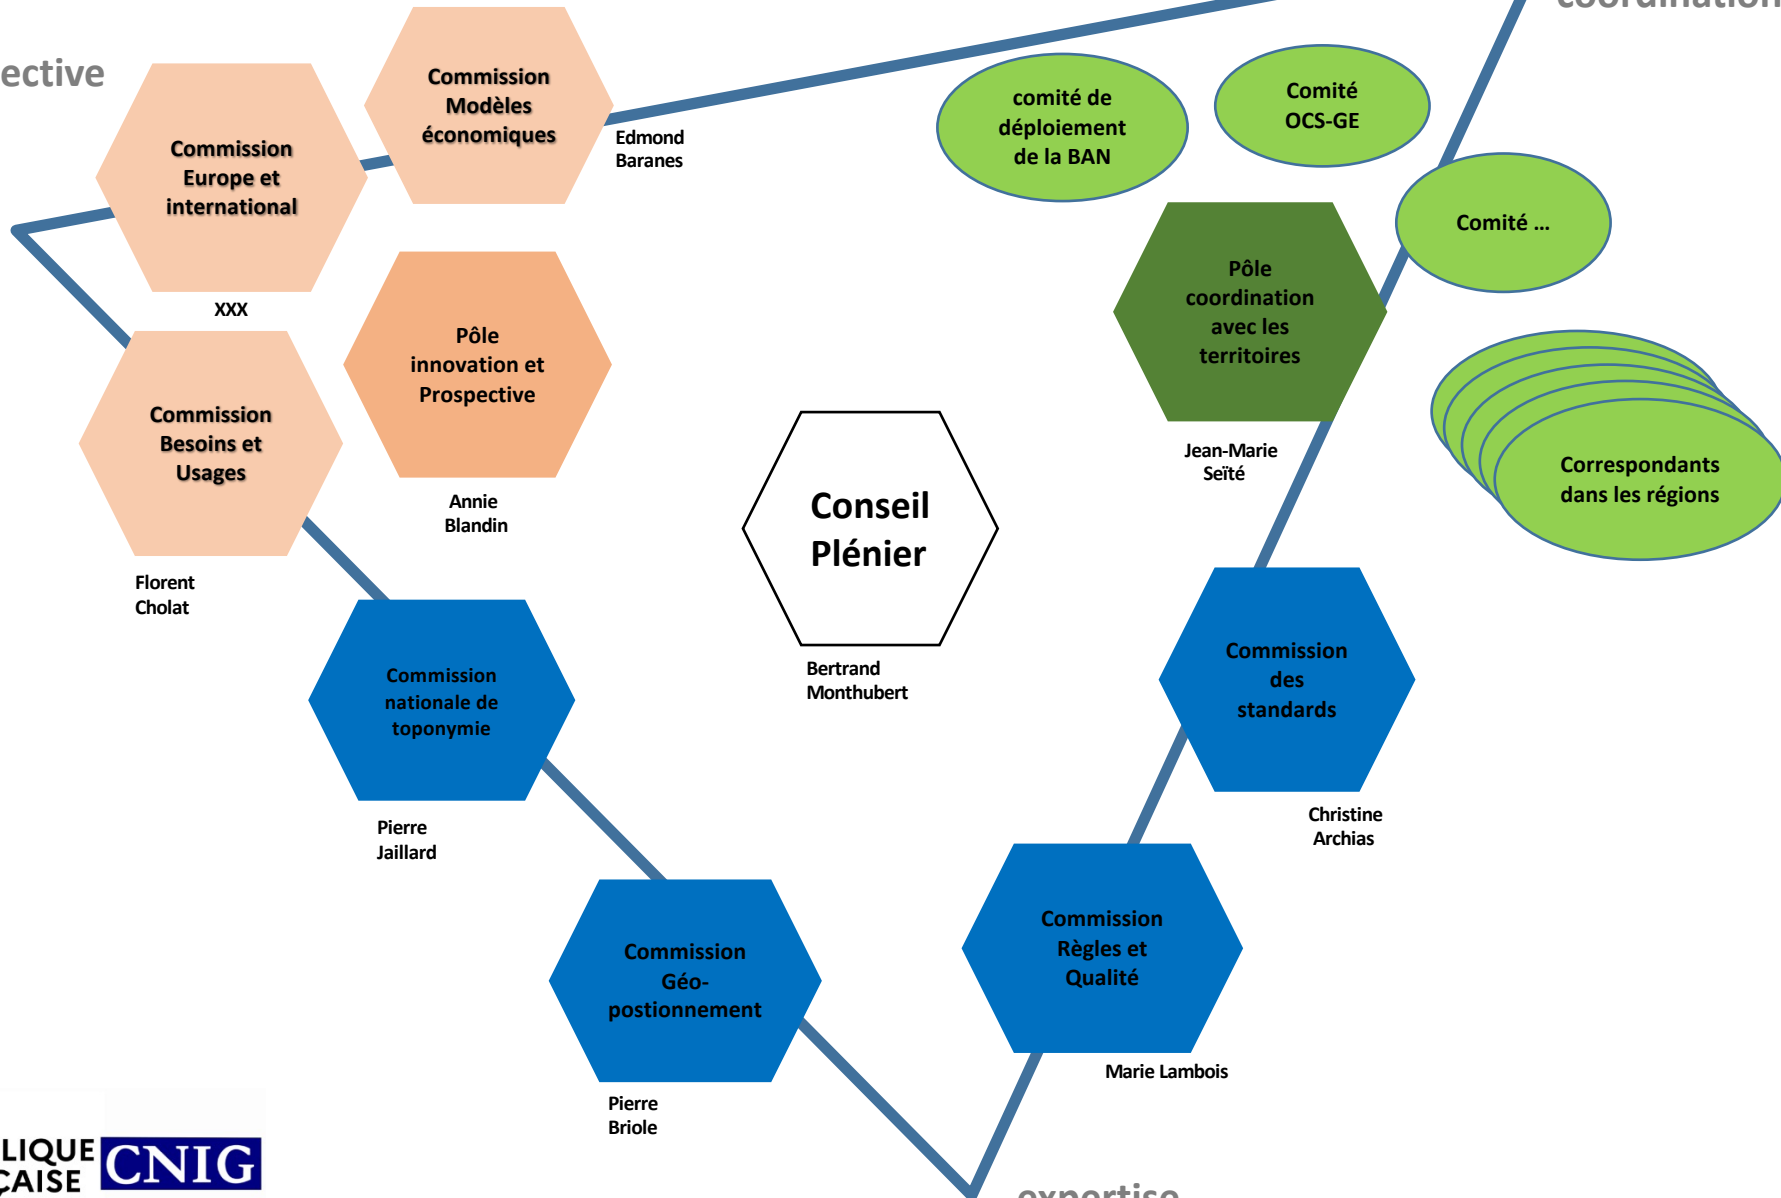 coordination
ective
Commission
Modèles
économiques
Edmond
Baranes
Commission
Europe et
international
XXX
comité de
déploiement
de la BAN
Comité
OCS-GE
Comité ...
Pôle
coordination
avec les
territoires
Jean-Marie
Seïté
Pôle
innovation et
Prospective
Annie
Blandin
Commission
Besoins et
Usages
Florent
Cholat
Correspondants
dans les régions
Conseil
Plénier
Bertrand
Monthubert
Commission
nationale de
toponymie
Pierre
Jaillard
Commission
des
standards
Christine
Archias
Commission
Géo-
postionnement
Pierre
Briole
Commission
Règles et
Qualité
Marie Lambois
LIQUE
ÇAISE
CNIG
expertise